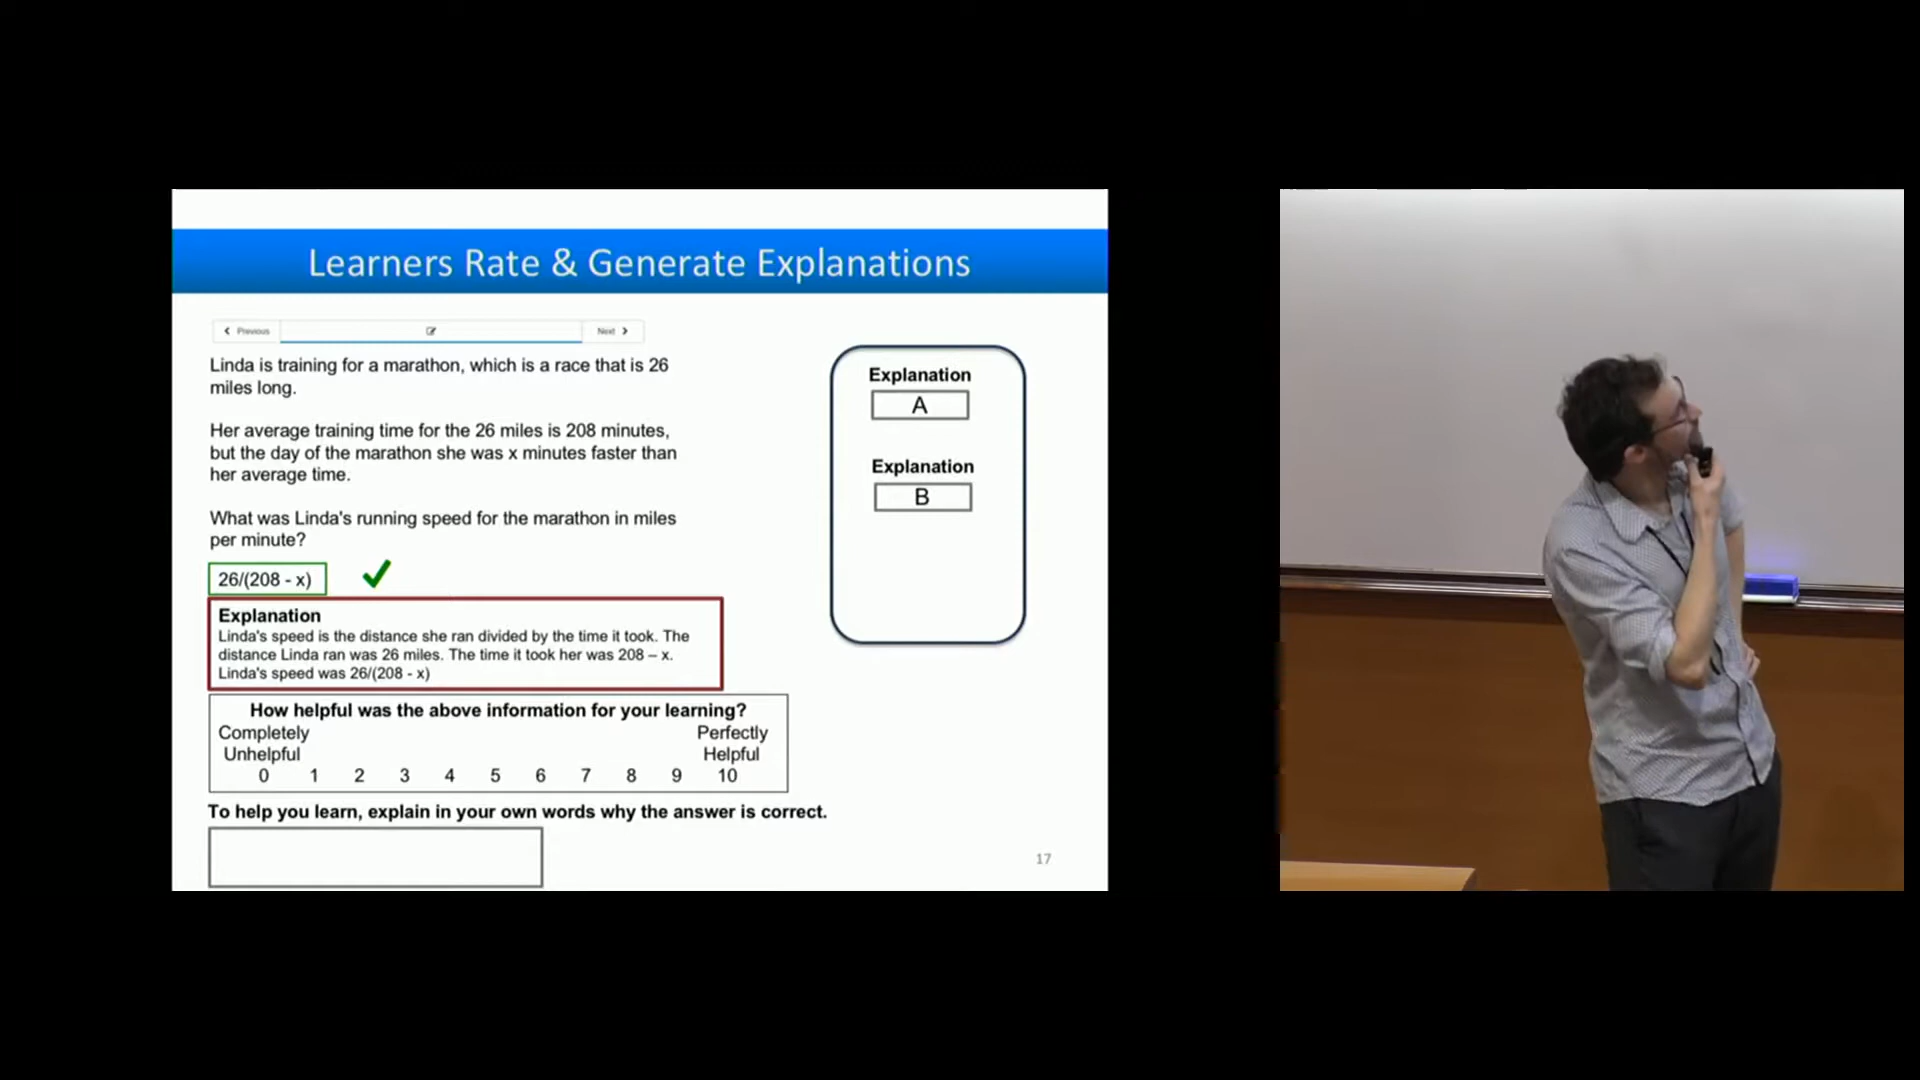 Learners Rate & Generate Explanations
Previous
Next
Linda is training for a marathon, which is a race that is 26
miles long.
Her average training time for the 26 miles is 208 minutes,
but the day of the marathon she was x minutes faster than
her average time.
What was Linda's running speed for the marathon in miles
per minute?
26/(208 - x)
Explanation
Linda's speed is the distance she ran divided by the time it took. The
distance Linda ran was 26 miles. The time it took her was 208 – x.
Linda's speed was 26/(208 - x)
How helpful was the above information for your learning?
Completely Perfectly
Unhelpful Helpful
0 1 2 3 4 5 6 7 8 9 10
To help you learn, explain in your own words why the answer is correct.
Explanation
A
Explanation
B
17